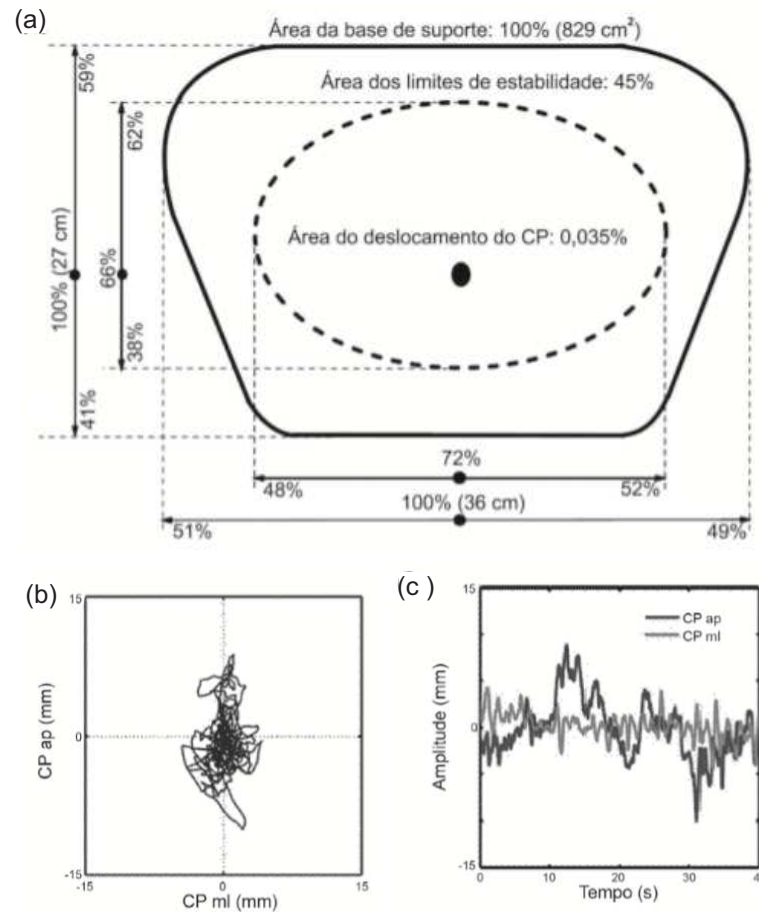 (a)
Área da base de suporte: 100% (829 cm²)
Área dos limites de estabilidade: 45%
Área do deslocamento do CP: 0,035%
59%
100% (27 cm)
41%
62%
66%
38%
72%
48%
52%
100% (36 cm)
51%
49%
(b)
15
0
-15
CP ap (mm)
-15
0
15
CP ml (mm)
(c )
CP ap
CP ml
15
0
-15
Amplitude (mm)
0
10
20
30
Tempo (s)